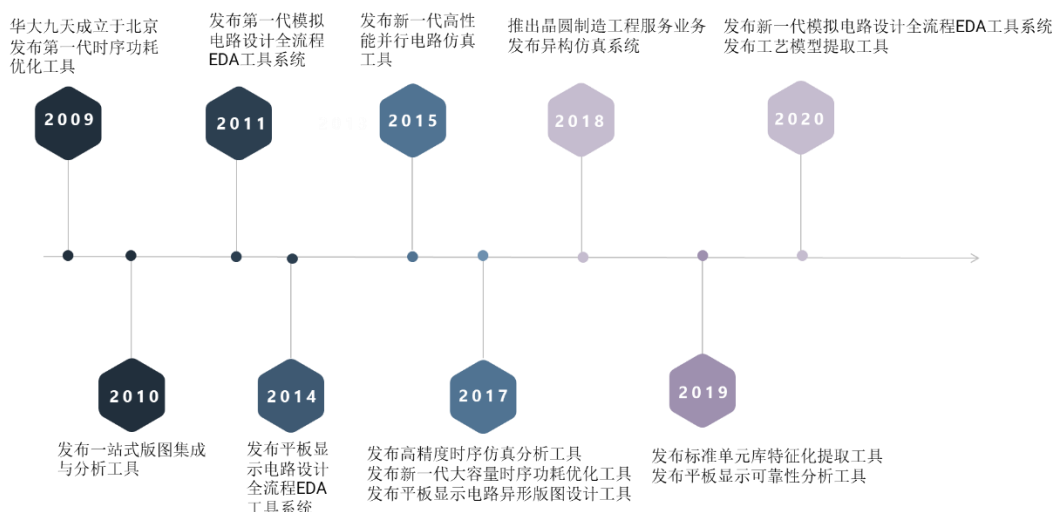 华大九天成立于北京
发布第一代时序功耗
优化工具
2009
发布第一代模拟
电路设计全流程
EDA工具系统
2011
发布新一代高性
能并行电路仿真
工具
2015
推出晶圆制造工程服务业务
发布异构仿真系统
2018
发布新一代模拟电路设计全流程EDA工具系统
发布工艺模型提取工具
2020
2010
发布一站式版图集成
与分析工具
2014
发布平板显
示电路设计
全流程EDA
工具系统
2017
发布高精度时序仿真分析工具
发布新一代大容量时序功耗优化工具
发布平板显示电路异形版图设计工具
2019
发布标准单元库特征化提取工具
发布平板显示可靠性分析工具